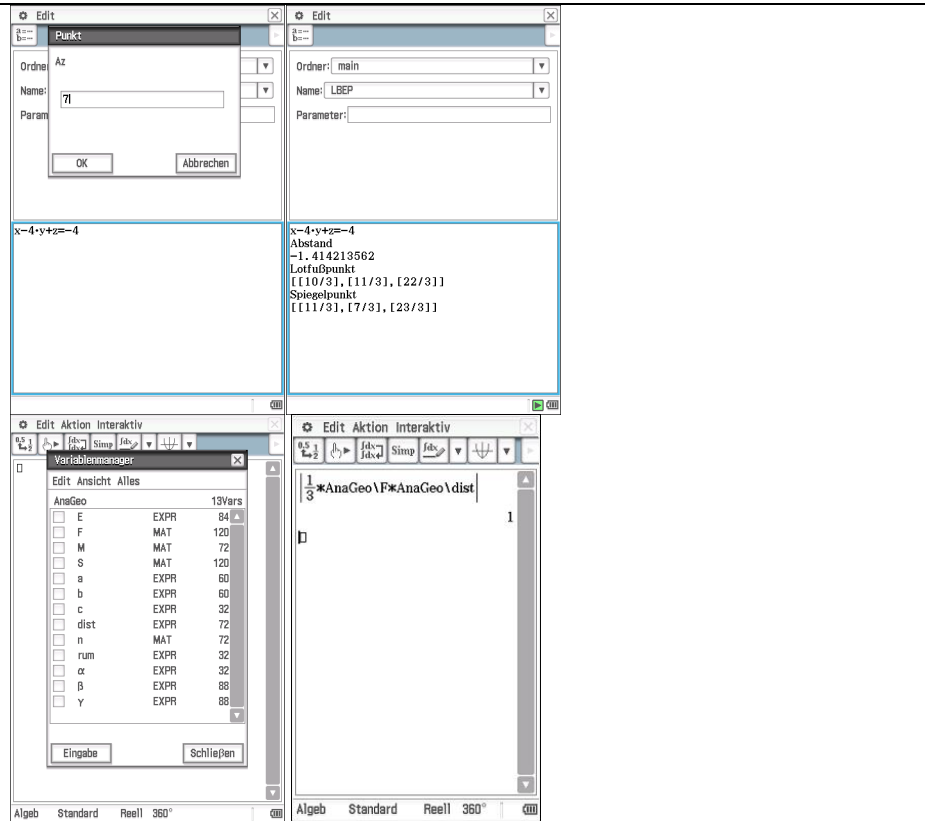 Edit
Punkt
Az
7
Ordne
Name:
Param
OK Abbrechen
x-4·y+z=-4
Edit
Ordner: main
Name: LBEP
Parameter:
x-4·y+z=-4
Abstand
-1.414213562
Lotfußpunkt
[[10/3],[11/3],[22/3]]
Spiegelpunkt
[[11/3],[7/3],[23/3]]
Edit Aktion Interaktiv
Simp
Variablenmanager
Edit Ansicht Alles
AnaGeo 13Vars
E EXPR 84
F MAT 120
M MAT 72
S MAT 120
a EXPR 60
b EXPR 60
c EXPR 32
dist EXPR 72
n MAT 72
rum EXPR 32
α EXPR 32
β EXPR 88
γ EXPR 88
Eingabe Schließen
Algeb Standard Reell 360°
Edit Aktion Interaktiv
Simp
|1/3*AnaGeo\F*AnaGeo\dist|
1
Algeb Standard Reell 360°